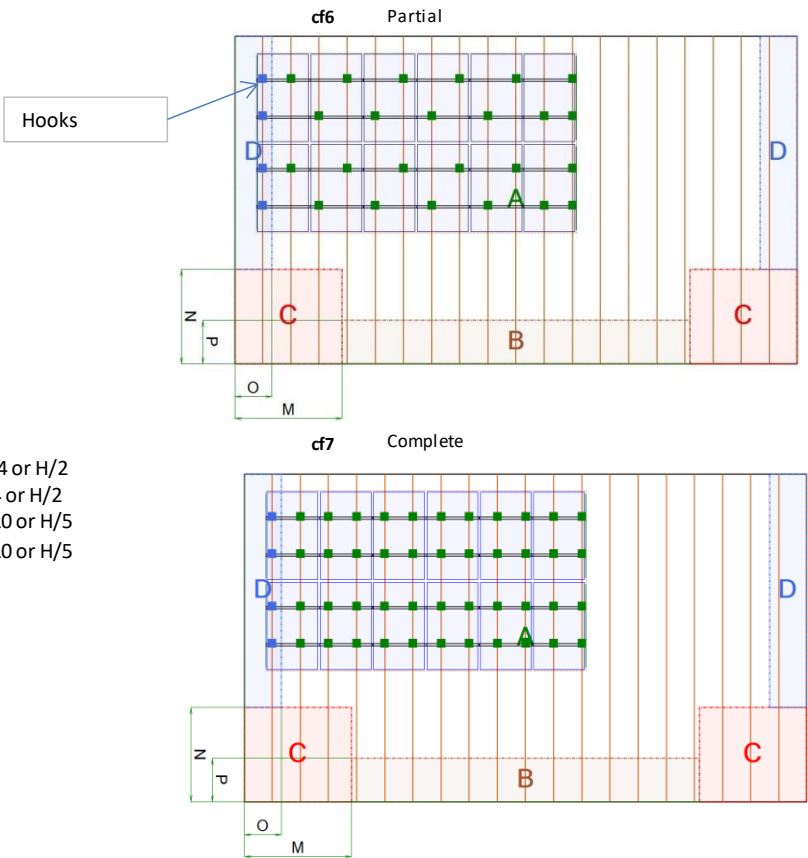 cf6 Partial
Hooks
D
D
A
C
C
B
N
P
O
M
cf7 Complete
4 or H/2
or H/2
0 or H/5
0 or H/5
D
D
A
C
C
B
N
P
O
M